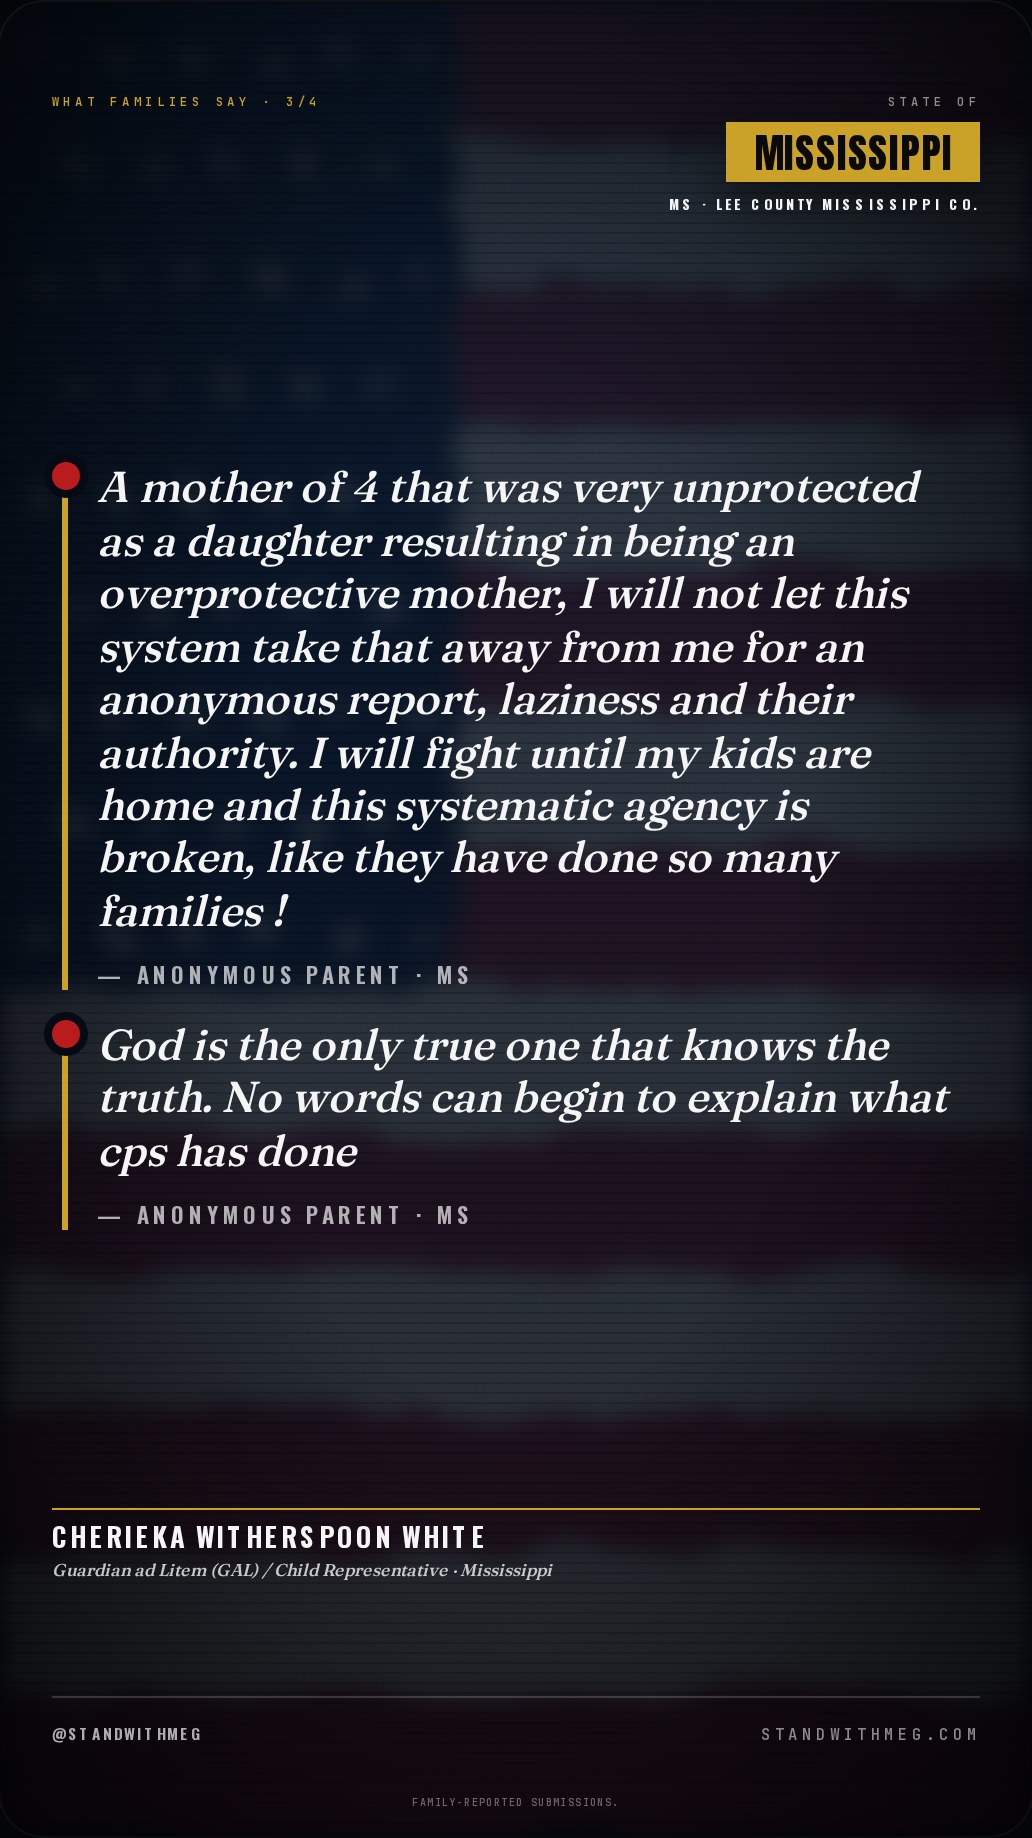 WHAT FAMILIES SAY · 3/4
STATE OF
MISSISSIPPI
MS · LEE COUNTY MISSISSIPPI CO.
A mother of 4 that was very unprotected
as a daughter resulting in being an
overprotective mother, I will not let this
system take that away from me for an
anonymous report, laziness and their
authority. I will fight until my kids are
home and this systematic agency is
broken, like they have done so many
families !
— ANONYMOUS PARENT · MS
God is the only true one that knows the
truth. No words can begin to explain what
cps has done
— ANONYMOUS PARENT · MS
CHERIEKA WITHERSPOON WHITE
Guardian ad Litem (GAL) / Child Representative · Mississippi
@STANDWITHMEG
STANDWITHMEG.COM
FAMILY-REPORTED SUBMISSIONS.